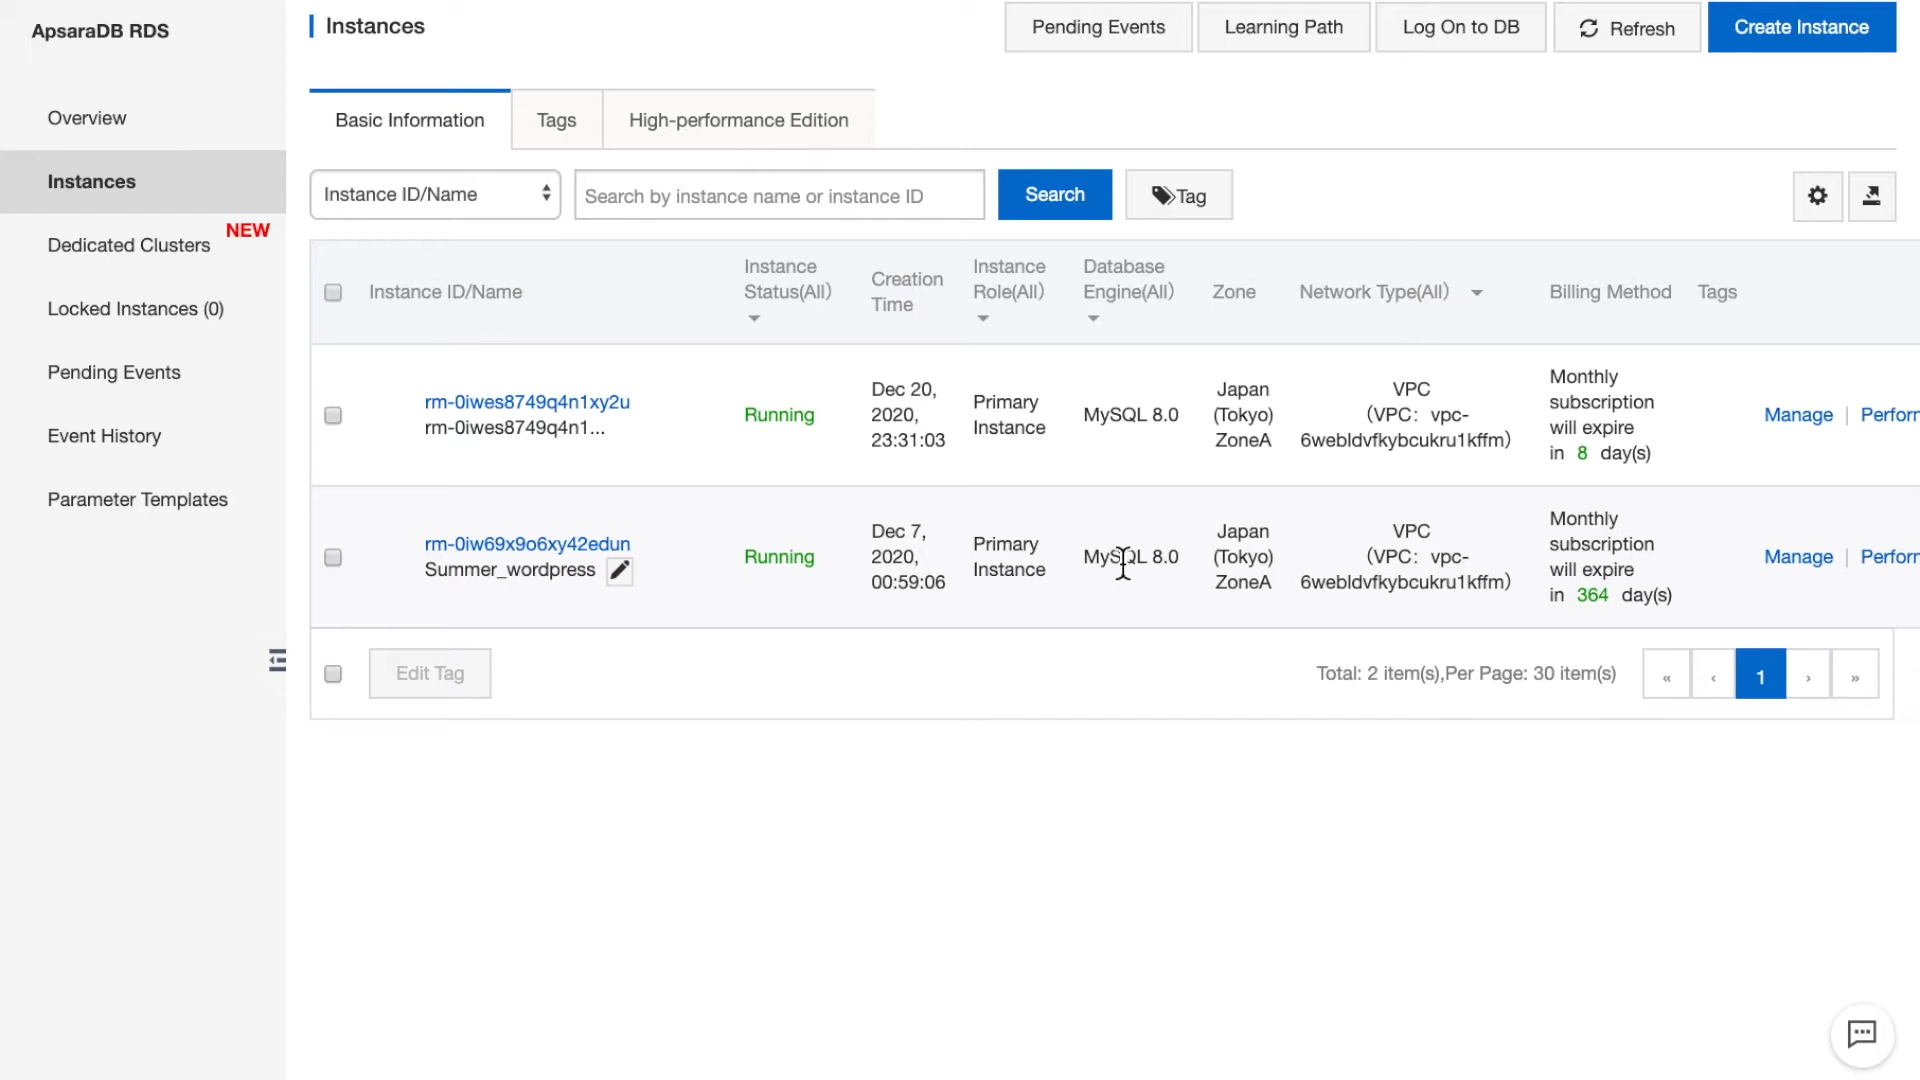 ApsaraDB RDS
Overview
Instances
Dedicated Clusters
NEW
Locked Instances (0)
Pending Events
Event History
Parameter Templates
Instances
Pending Events
Learning Path
Log On to DB
Refresh
Create Instance
Basic Information
Tags
High-performance Edition
Instance ID/Name
Search by instance name or instance ID
Search
Tag
Instance ID/Name
Instance
Status(All)
Creation
Time
Instance
Role(All)
Database
Engine(All)
Zone
Network Type(All)
Billing Method
Tags
rm-0iwes8749q4n1xy2u
rm-0iwes8749q4n1...
Running
Dec 20,
2020,
23:31:03
Primary
Instance
MySQL 8.0
Japan
(Tokyo)
ZoneA
VPC
(VPC: vpc-
6webldvfkybcukru1kffm)
Monthly
subscription
will expire
in 8 day(s)
Manage | Perforr
rm-0iw69x9o6xy42edun
Summer_wordpress
Running
Dec 7,
2020,
00:59:06
Primary
Instance
MySQL 8.0
Japan
(Tokyo)
ZoneA
VPC
(VPC: vpc-
6webldvfkybcukru1kffm)
Monthly
subscription
will expire
in 364 day(s)
Manage | Perforr
Edit Tag
Total: 2 item(s),Per Page: 30 item(s)
« ‹ 1 › »